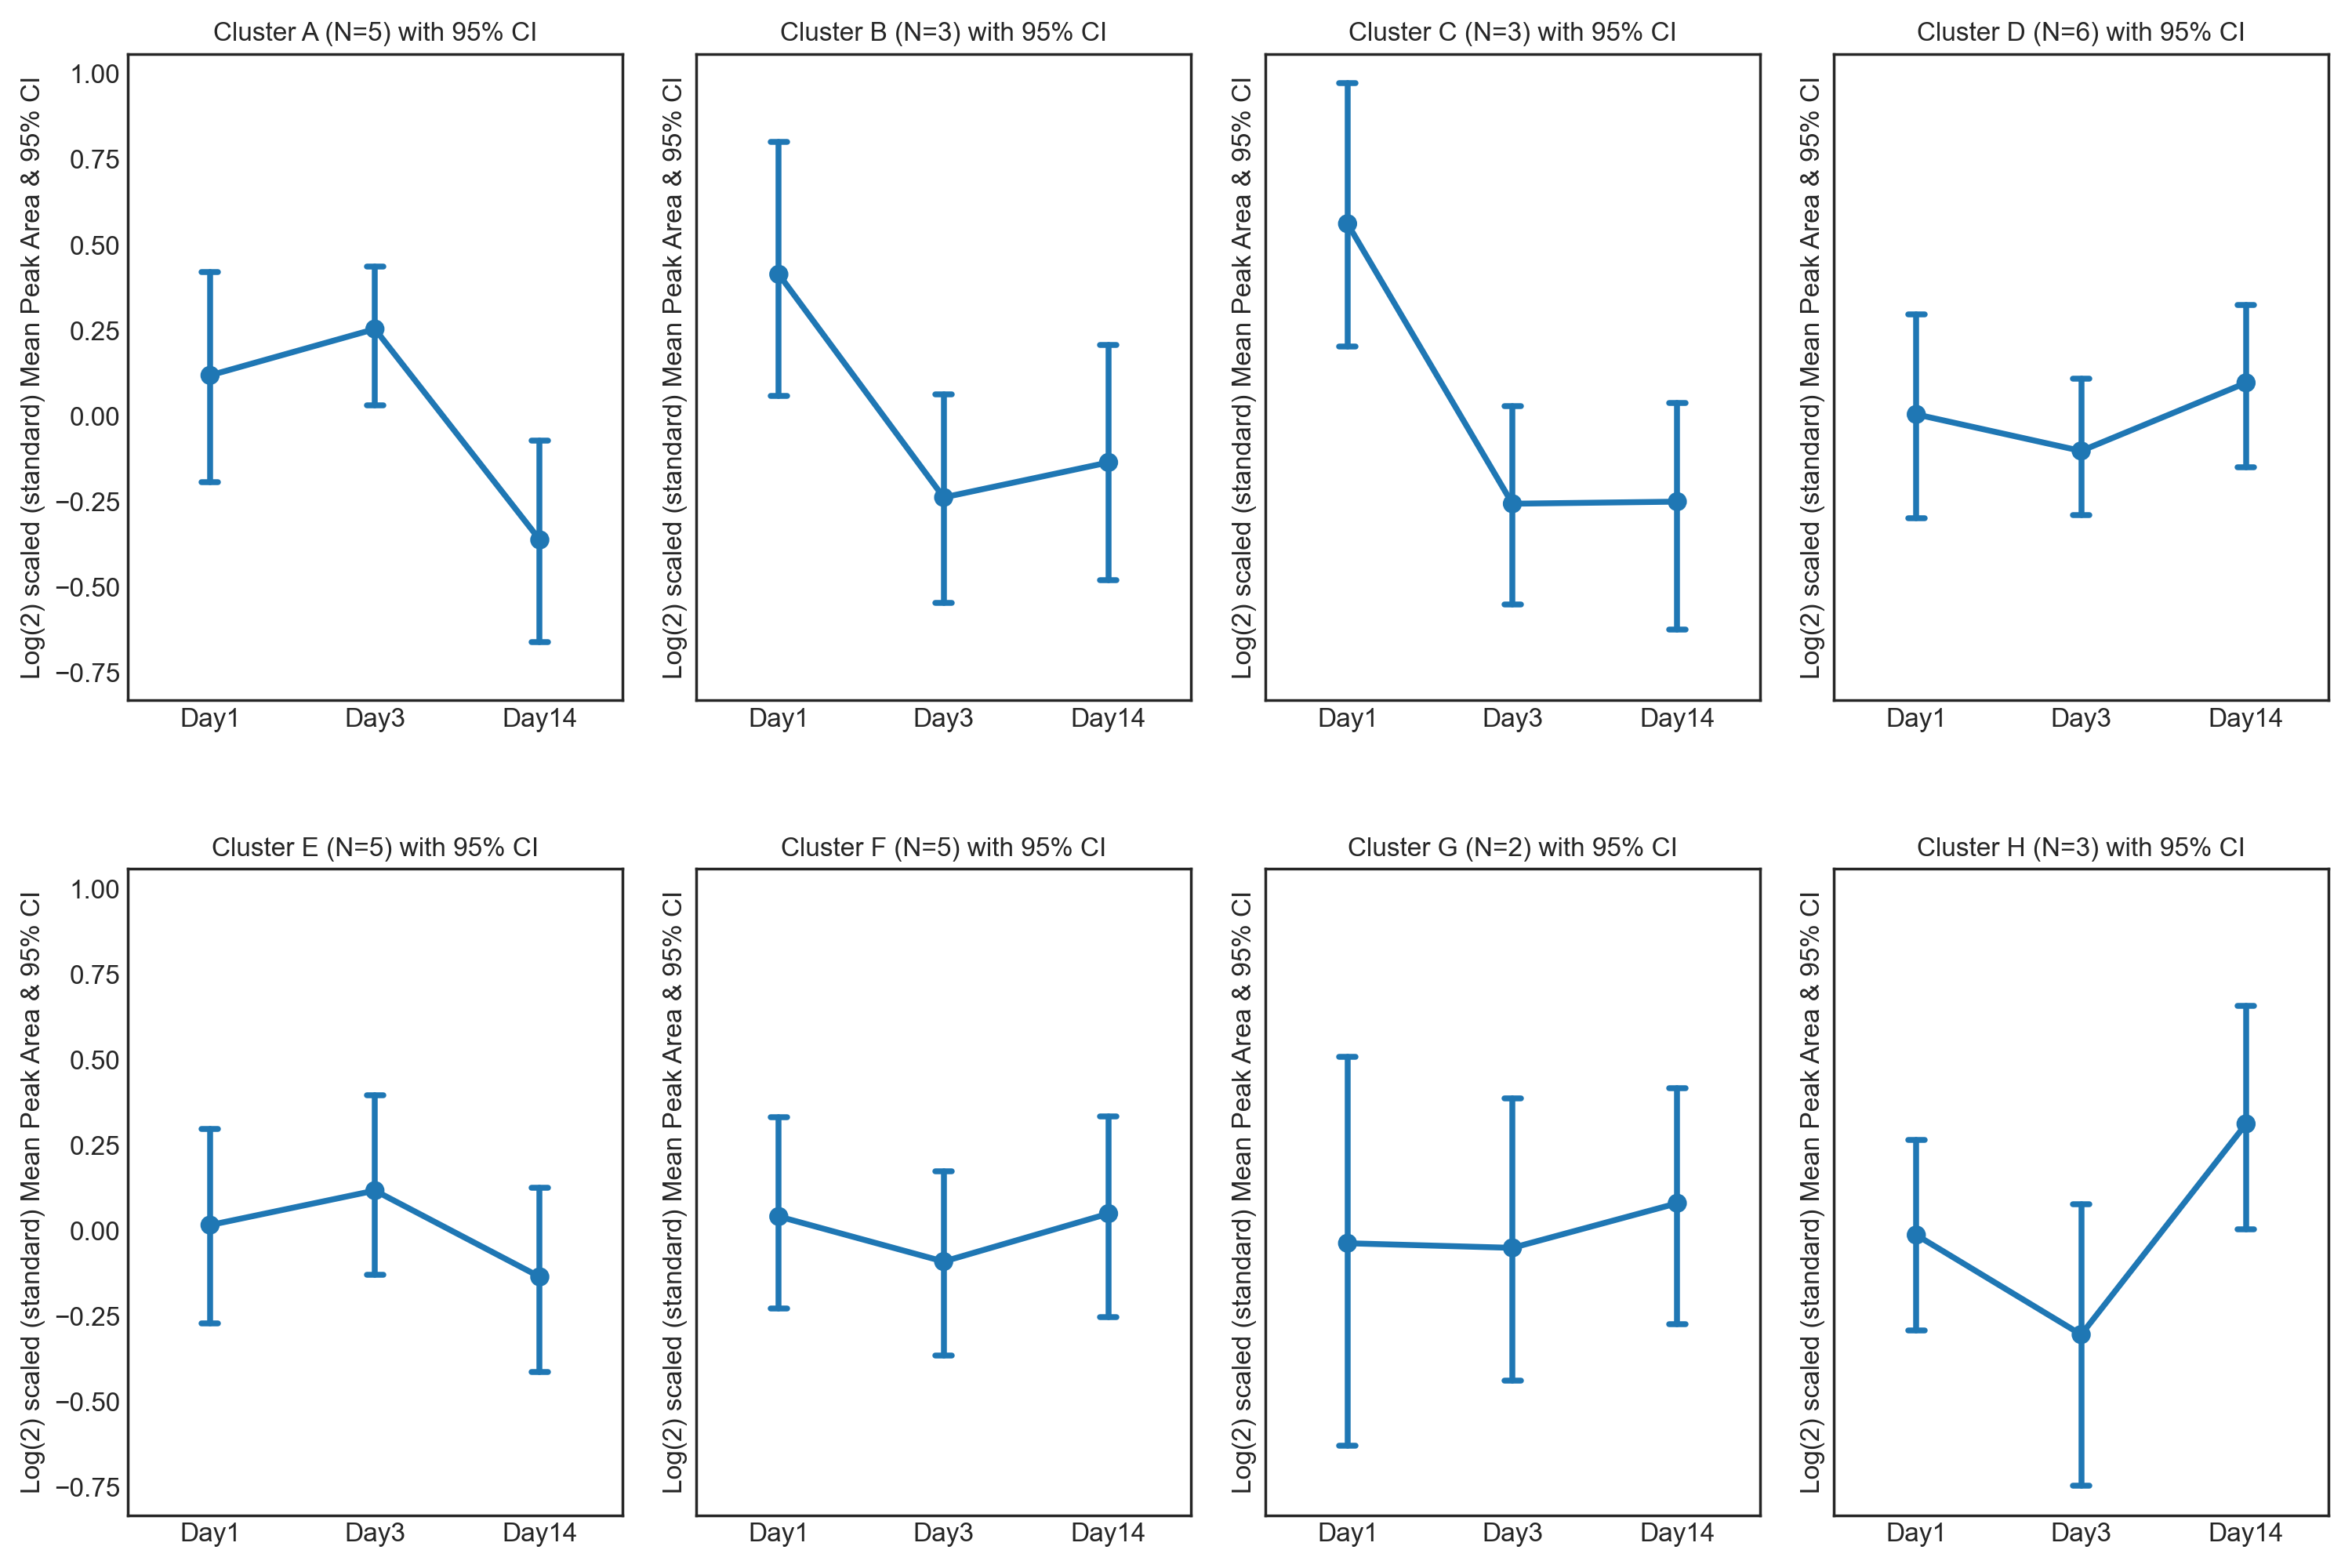 Cluster A (N=5) with 95% CI
Log(2) scaled (standard) Mean Peak Area & 95% CI
1.00
0.75
0.50
0.25
0.00
−0.25
−0.50
−0.75
Day1 Day3 Day14
Cluster B (N=3) with 95% CI
Log(2) scaled (standard) Mean Peak Area & 95% CI
Day1 Day3 Day14
Cluster C (N=3) with 95% CI
Log(2) scaled (standard) Mean Peak Area & 95% CI
Day1 Day3 Day14
Cluster D (N=6) with 95% CI
Log(2) scaled (standard) Mean Peak Area & 95% CI
Day1 Day3 Day14
Cluster E (N=5) with 95% CI
Log(2) scaled (standard) Mean Peak Area & 95% CI
1.00
0.75
0.50
0.25
0.00
−0.25
−0.50
−0.75
Day1 Day3 Day14
Cluster F (N=5) with 95% CI
Log(2) scaled (standard) Mean Peak Area & 95% CI
Day1 Day3 Day14
Cluster G (N=2) with 95% CI
Log(2) scaled (standard) Mean Peak Area & 95% CI
Day1 Day3 Day14
Cluster H (N=3) with 95% CI
Log(2) scaled (standard) Mean Peak Area & 95% CI
Day1 Day3 Day14